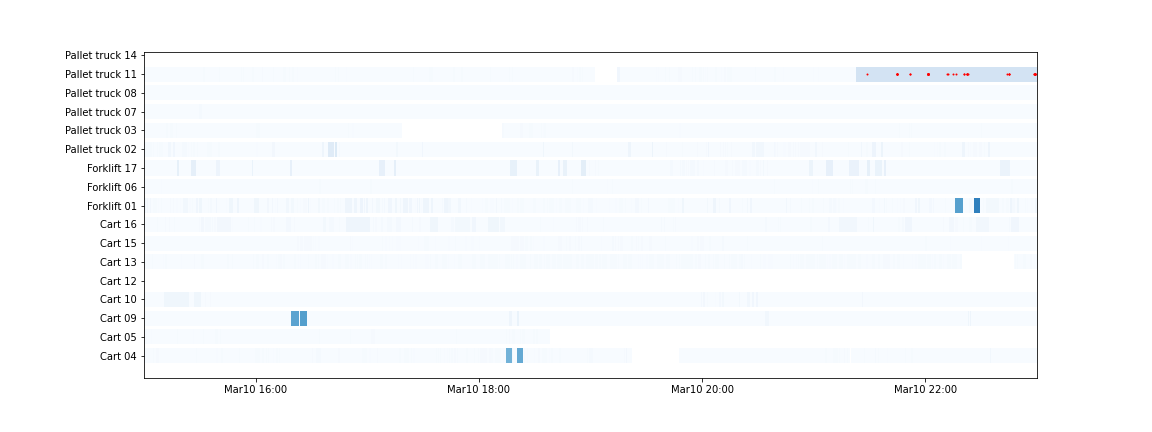 Pallet truck 14
Pallet truck 11
Pallet truck 08
Pallet truck 07
Pallet truck 03
Pallet truck 02
Forklift 17
Forklift 06
Forklift 01
Cart 16
Cart 15
Cart 13
Cart 12
Cart 10
Cart 09
Cart 05
Cart 04
Mar10 16:00 Mar10 18:00 Mar10 20:00 Mar10 22:00